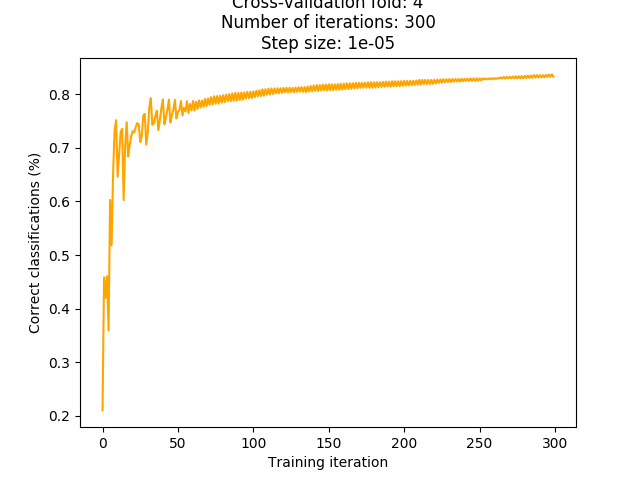 Cross-validation fold: 4
Number of iterations: 300
Step size: 1e-05
0.8
0.7
0.6
0.5
0.4
0.3
0.2
Correct classifications (%)
0 50 100 150 200 250 300
Training iteration